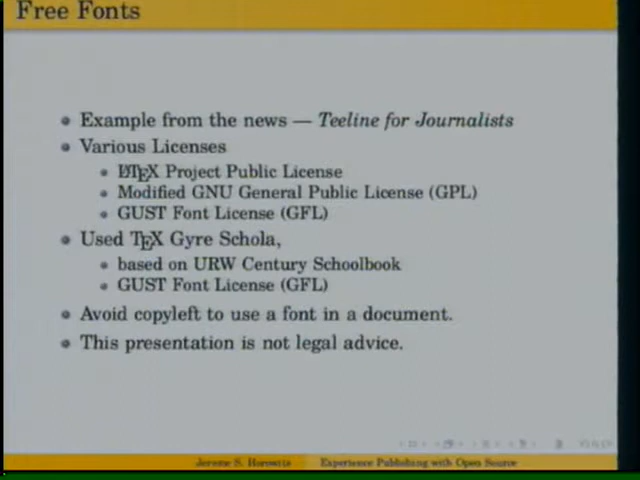 Free Fonts
Example from the news — Teeline for Journalists
Various Licenses
LATEX Project Public License
Modified GNU General Public License (GPL)
GUST Font License (GFL)
Used TEX Gyre Schola,
based on URW Century Schoolbook
GUST Font License (GFL)
Avoid copyleft to use a font in a document.
This presentation is not legal advice.
Jerome S. Horowitz Experience Publishing with Open Source